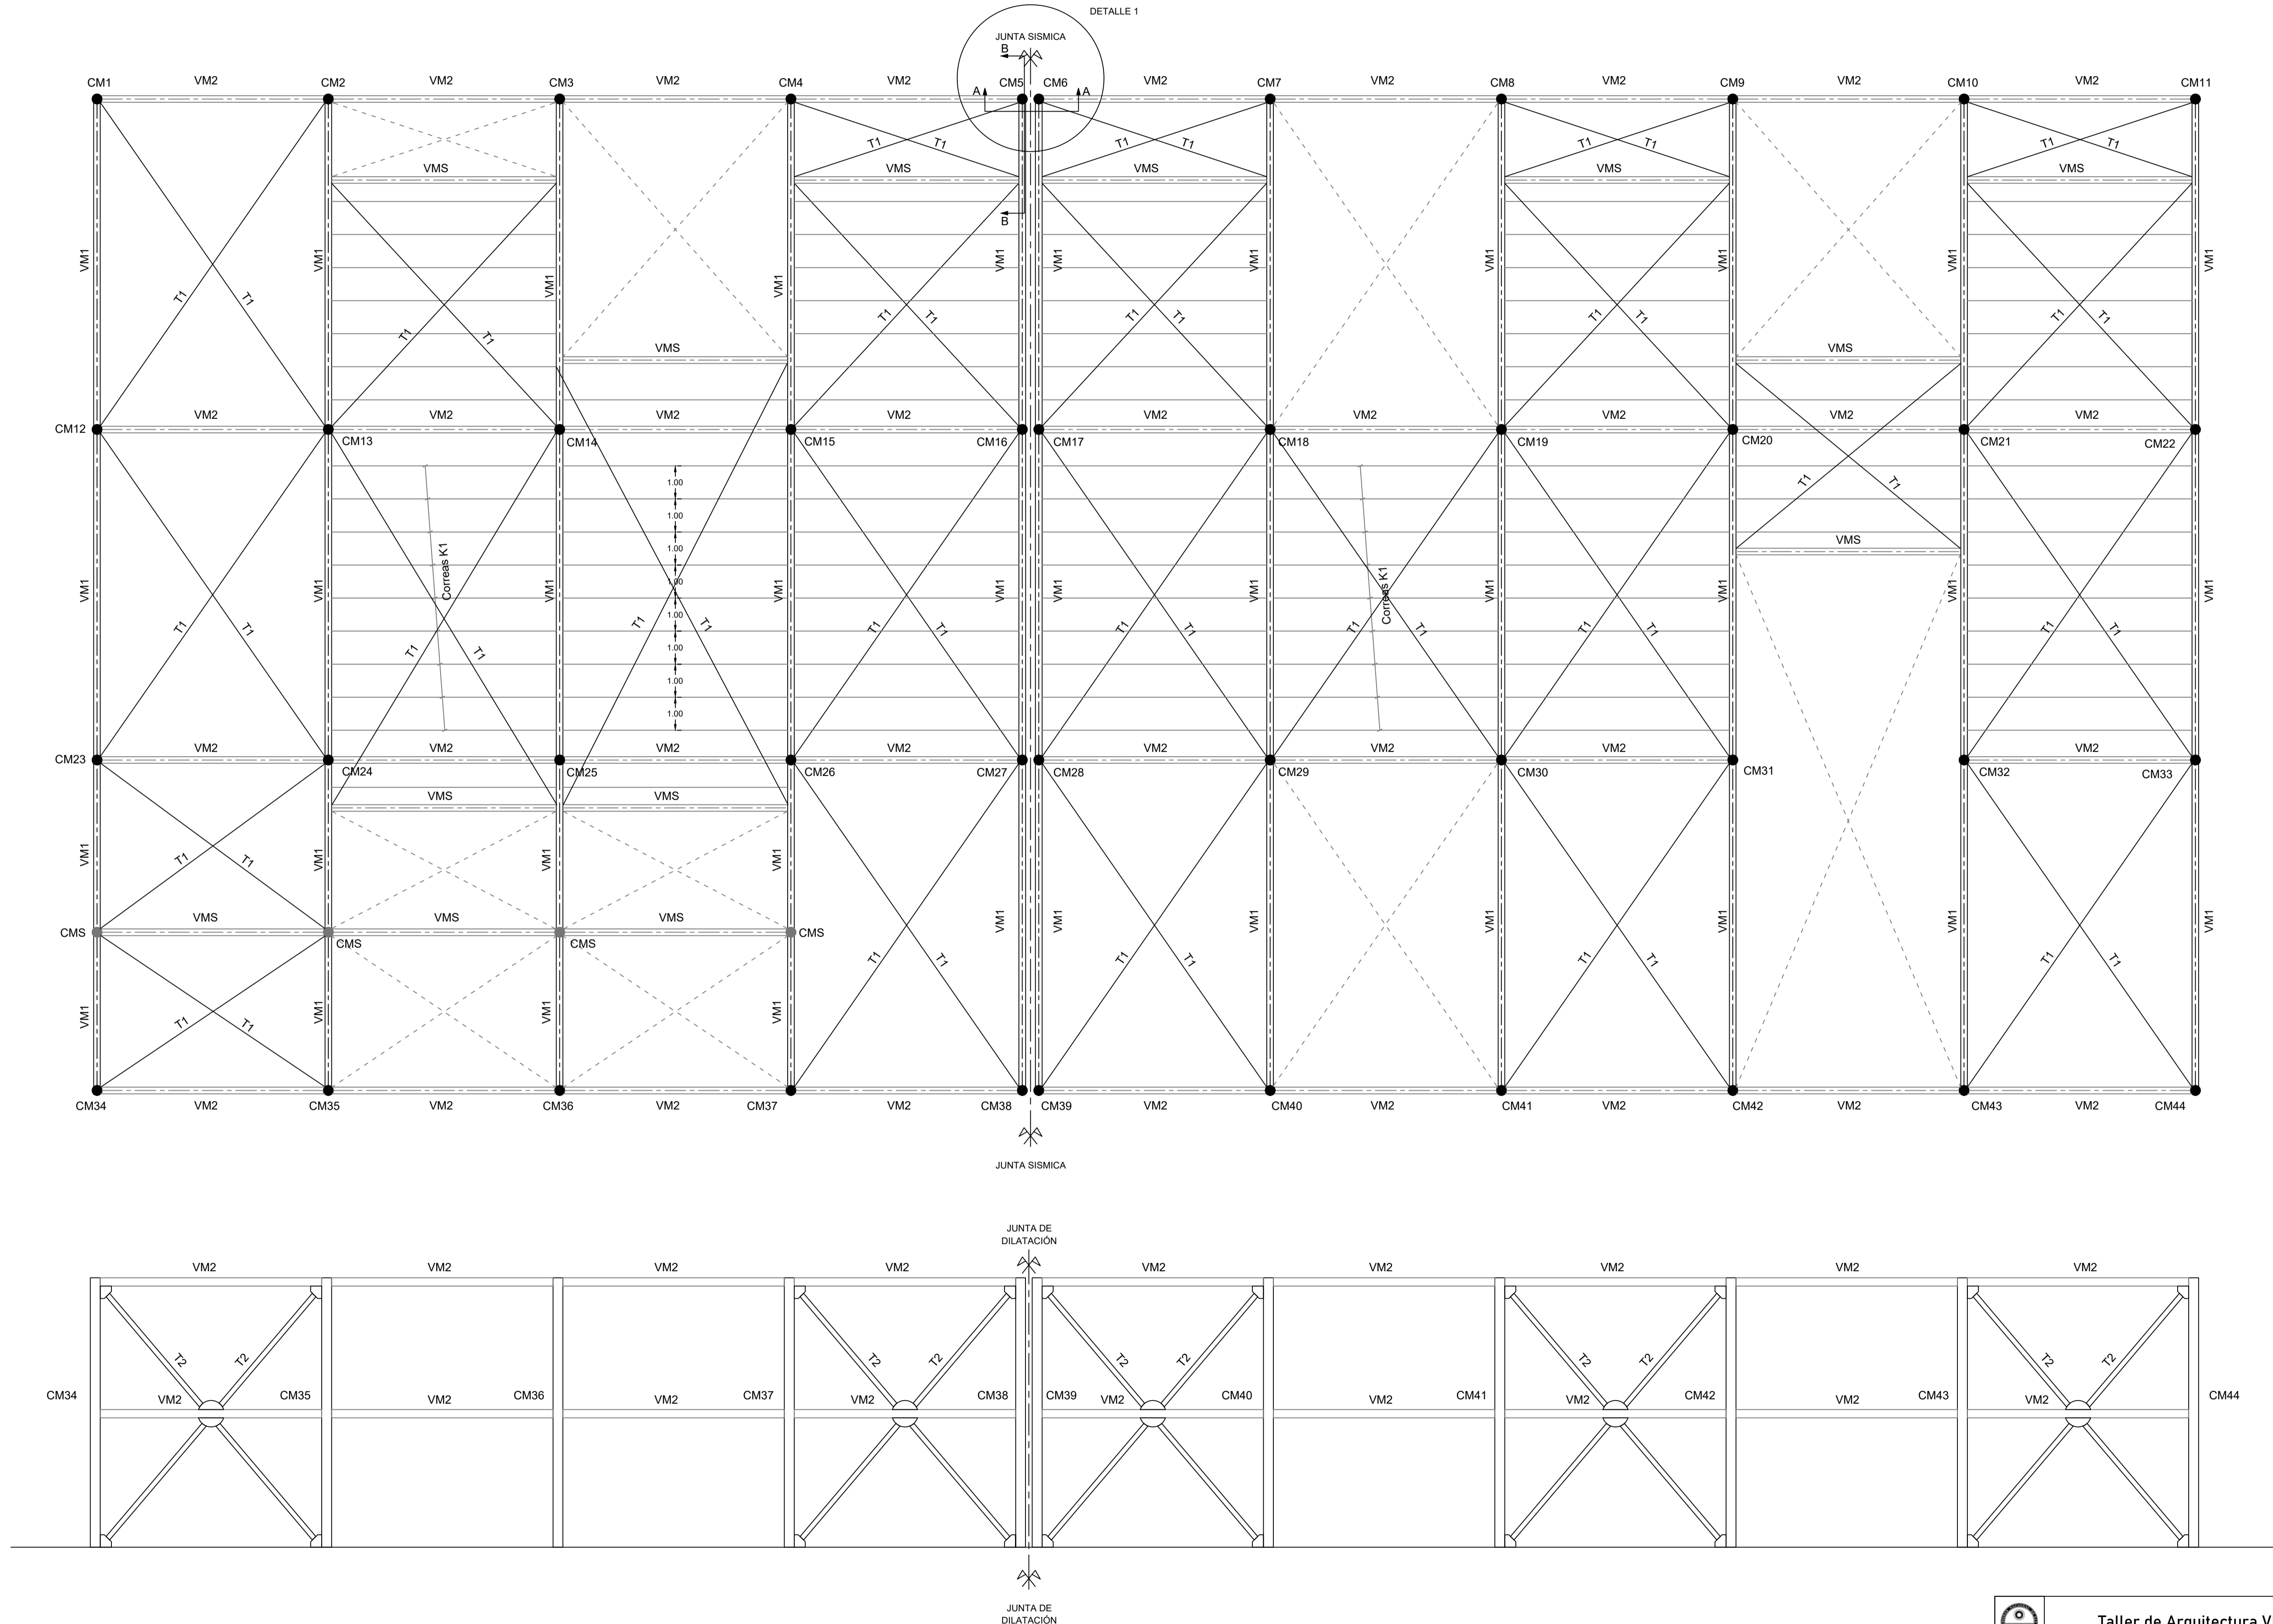 DETALLE 1
JUNTA SISMICA
B
CM1 VM2 CM2 VM2 CM3 VM2 CM4 VM2 CM5 CM6 VM2 CM7 VM2 CM8 VM2 CM9 VM2 CM10 VM2 CM11
A A
T1 T1 T1 T1 T1 T1 T1 T1
VMS VMS VMS VMS VMS
B
VM1 VM1 VM1 VM1 VM1 VM1 VM1 VM1 VM1 VM1 VM1
T1 T1 T1 T1 T1 T1 T1 T1 T1 T1 T1 T1
VMS VMS
VM2 VM2 VM2 VM2 VM2 VM2 VM2 VM2 VM2
CM12 CM13 CM14 CM15 CM16 CM17 CM18 CM19 CM20 CM21 CM22
1.00
1.00
1.00
1.00
1.00
1.00
1.00
1.00
T1 T1
VMS
Correas K1 Correas K1
VM1 VM1 VM1 VM1 VM1 VM1 VM1 VM1 VM1 VM1 VM1
T1 T1 T1 T1 T1 T1 T1 T1 T1 T1 T1 T1 T1 T1 T1 T1
VM2 VM2 VM2 VM2 VM2 VM2 VM2 VM2
CM23 CM24 CM25 CM26 CM27 CM28 CM29 CM30 CM31 CM32 CM33
VMS VMS
VM1 VM1 VM1 VM1
T1 T1
VMS VMS VMS
CMS CMS CMS CMS
VM1 VM1 VM1 VM1 VM1 VM1 VM1 VM1 VM1 VM1 VM1
T1 T1 T1 T1 T1 T1 T1 T1 T1 T1
CM34 VM2 CM35 VM2 CM36 VM2 CM37 VM2 CM38 CM39 VM2 CM40 VM2 CM41 VM2 CM42 VM2 CM43 VM2 CM44
JUNTA SISMICA
JUNTA DE
DILATACIÓN
VM2 VM2 VM2 VM2 VM2 VM2 VM2 VM2 VM2
T2 T2 T2 T2 T2 T2 T2 T2 T2 T2
CM34 VM2 CM35 VM2 CM36 VM2 CM37 VM2 CM38 CM39 VM2 CM40 VM2 CM41 VM2 CM42 VM2 CM43 VM2 CM44
JUNTA DE
DILATACIÓN
Taller de Arquitectura V